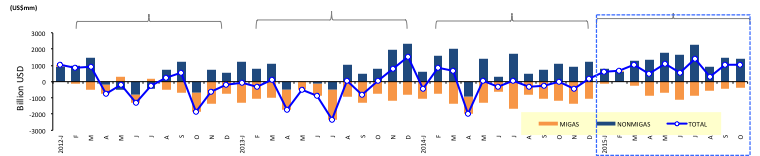 (US$mm)
Billion USD
3000
2000
1000
0
-1000
-2000
-3000
2012-J F M A M J J A S O N D 2013-J F M A M J J A S O N D 2014-J F M A M J J A S O N D 2015-J F M A M J J A S O
MIGAS NONMIGAS TOTAL